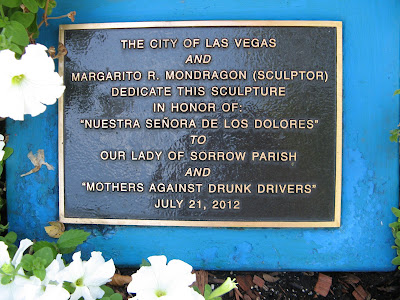 THE CITY OF LAS VEGAS
AND
MARGARITO R. MONDRAGON (SCULPTOR)
DEDICATE THIS SCULPTURE
IN HONOR OF:
"NUESTRA SEÑORA DE LOS DOLORES"
TO
OUR LADY OF SORROW PARISH
AND
"MOTHERS AGAINST DRUNK DRIVERS"
JULY 21, 2012